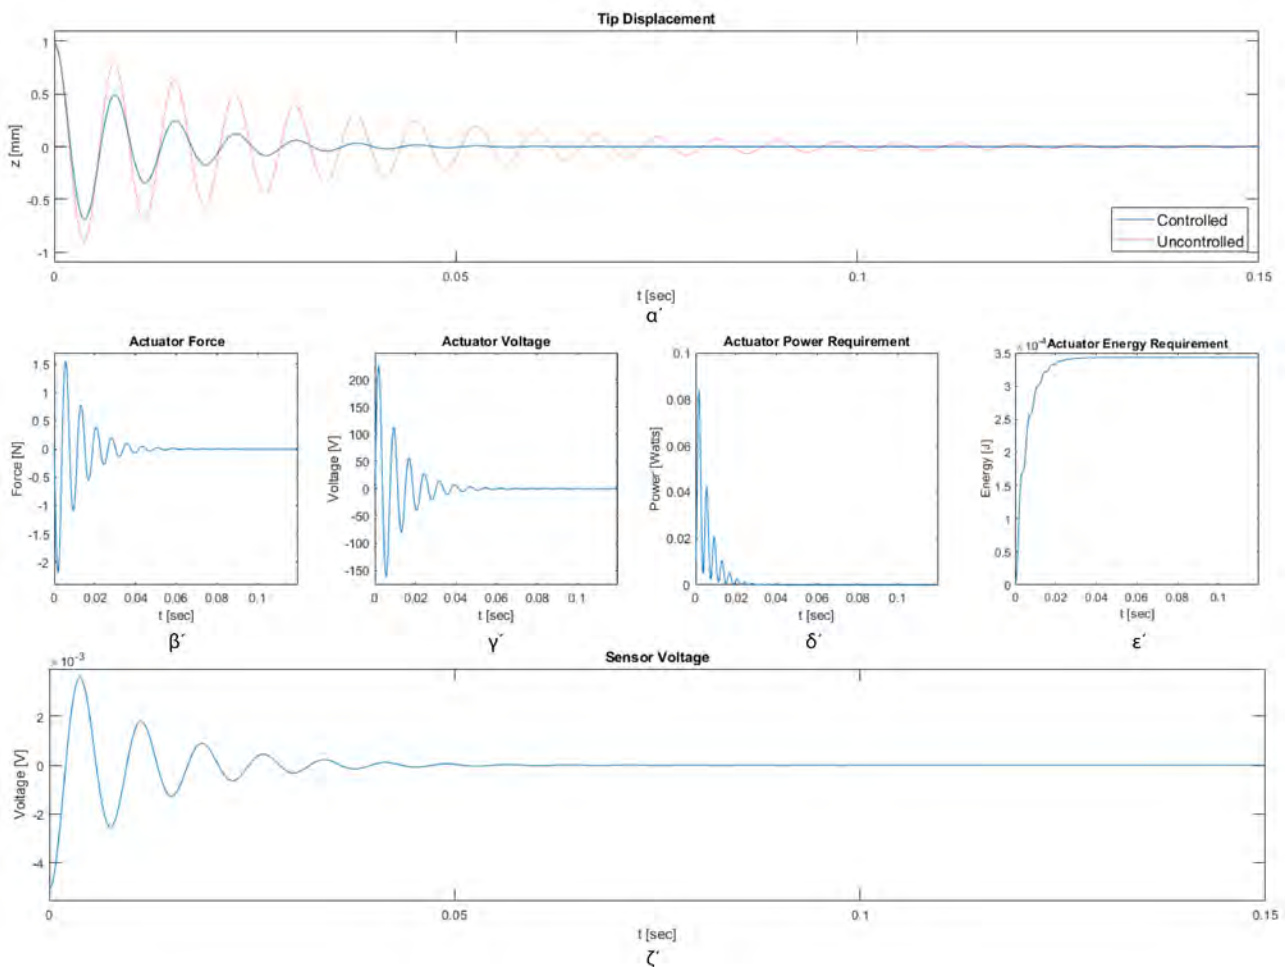 Tip Displacement
1
0.5
0
-0.5
-1
z [mm]
Controlled
Uncontrolled
0 0.05 0.1 0.15
t [sec]
α´
Actuator Force
1.5
1
0.5
0
-0.5
-1
-1.5
-2
Force [N]
0 0.02 0.04 0.06 0.08 0.1
t [sec]
β´
Actuator Voltage
200
150
100
50
0
-50
-100
-150
Voltage [V]
0 0.02 0.04 0.06 0.08 0.1
t [sec]
γ´
Actuator Power Requirement
0.1
0.08
0.06
0.04
0.02
0
Power [Watts]
0 0.02 0.04 0.06 0.08 0.1
t [sec]
δ´
×10⁻⁴ Actuator Energy Requirement
3.5
3
2.5
2
1.5
1
0.5
0
Energy [J]
0 0.02 0.04 0.06 0.08 0.1
t [sec]
ε´
×10⁻³
Sensor Voltage
2
0
-2
-4
Voltage [V]
0 0.05 0.1 0.15
t [sec]
ζ´